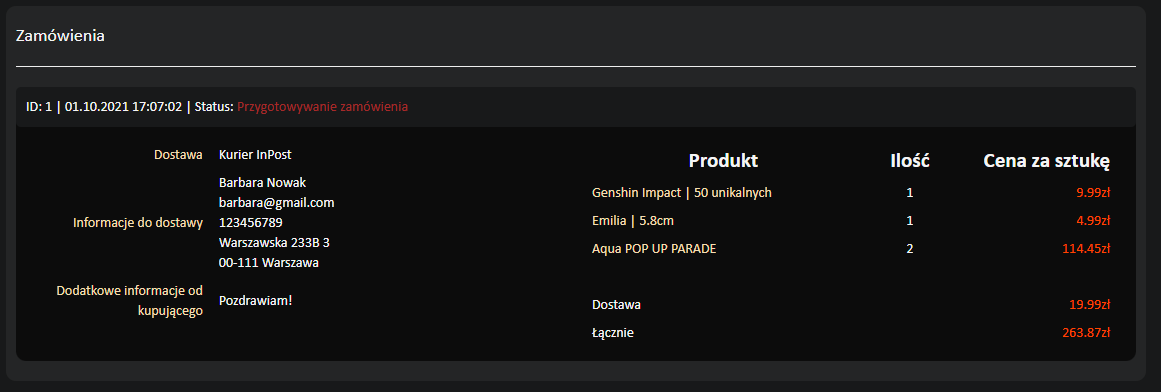 Zamówienia
ID: 1 | 01.10.2021 17:07:02 | Status: Przygotowywanie zamówienia
Dostawa Kurier InPost
Informacje do dostawy
Barbara Nowak
barbara@gmail.com
123456789
Warszawska 233B 3
00-111 Warszawa
Dodatkowe informacje od
kupującego
Pozdrawiam!
Produkt Ilość Cena za sztukę
Genshin Impact | 50 unikalnych 1 9.99zł
Emilia | 5.8cm 1 4.99zł
Aqua POP UP PARADE 2 114.45zł
Dostawa 19.99zł
Łącznie 263.87zł